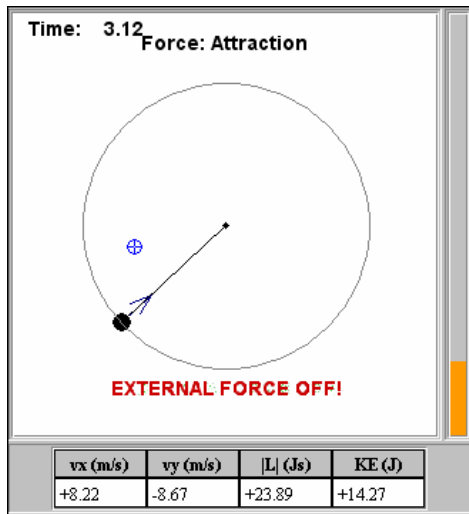 Time: 3.12
Force: Attraction
EXTERNAL FORCE OFF!
vx (m/s) vy (m/s) |L| (Js) KE (J)
+8.22 -8.67 +23.89 +14.27